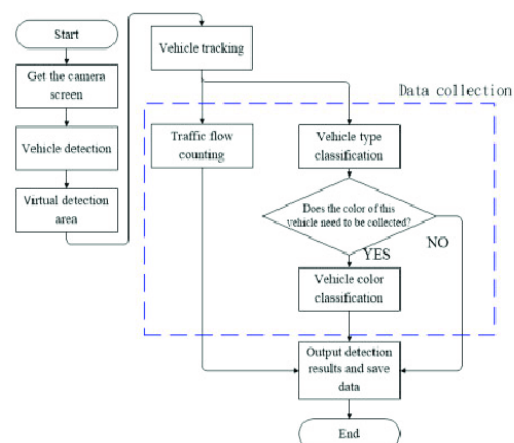 Start
Get the camera
screen
Vehicle detection
Virtual detection
area
Vehicle tracking
Data collection
Traffic flow
counting
Vehicle type
classification
Does the color of this
vehicle need to be collected?
YES
NO
Vehicle color
classification
Output detection
results and save
data
End